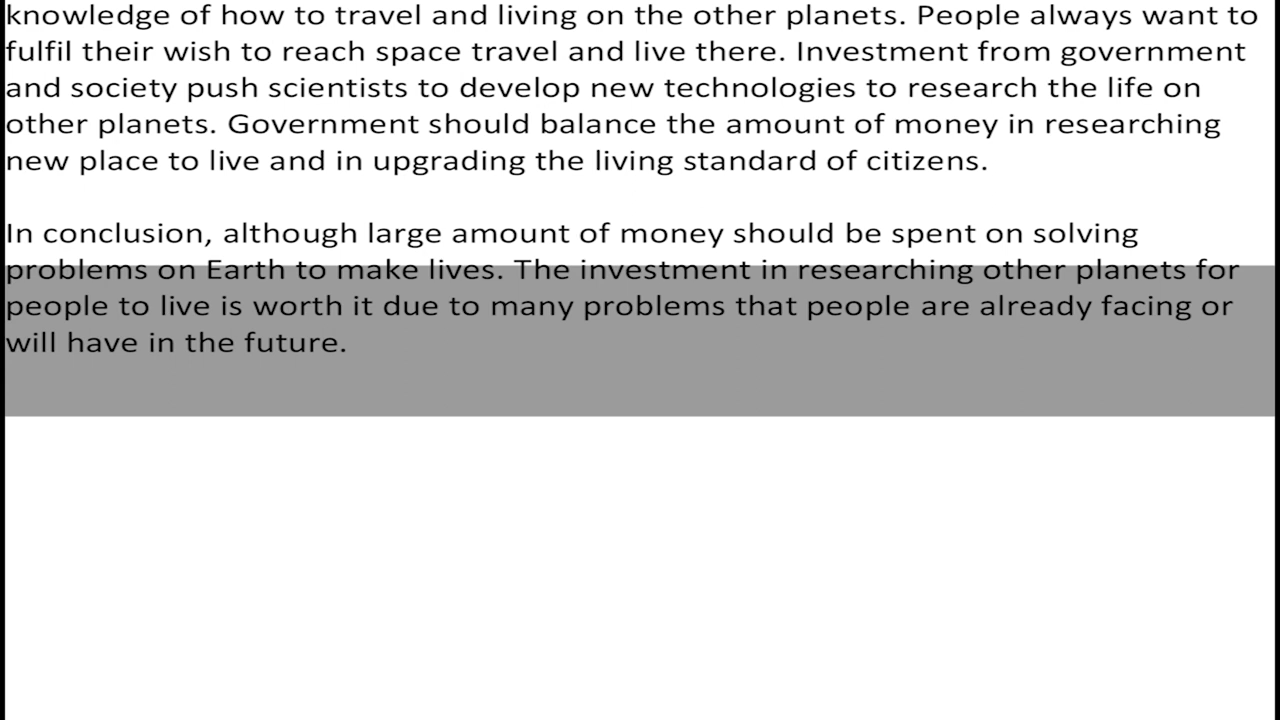 knowledge of how to travel and living on the other planets. People always want to
fulfil their wish to reach space travel and live there. Investment from government
and society push scientists to develop new technologies to research the life on
other planets. Government should balance the amount of money in researching
new place to live and in upgrading the living standard of citizens.
In conclusion, although large amount of money should be spent on solving
problems on Earth to make lives. The investment in researching other planets for
people to live is worth it due to many problems that people are already facing or
will have in the future.